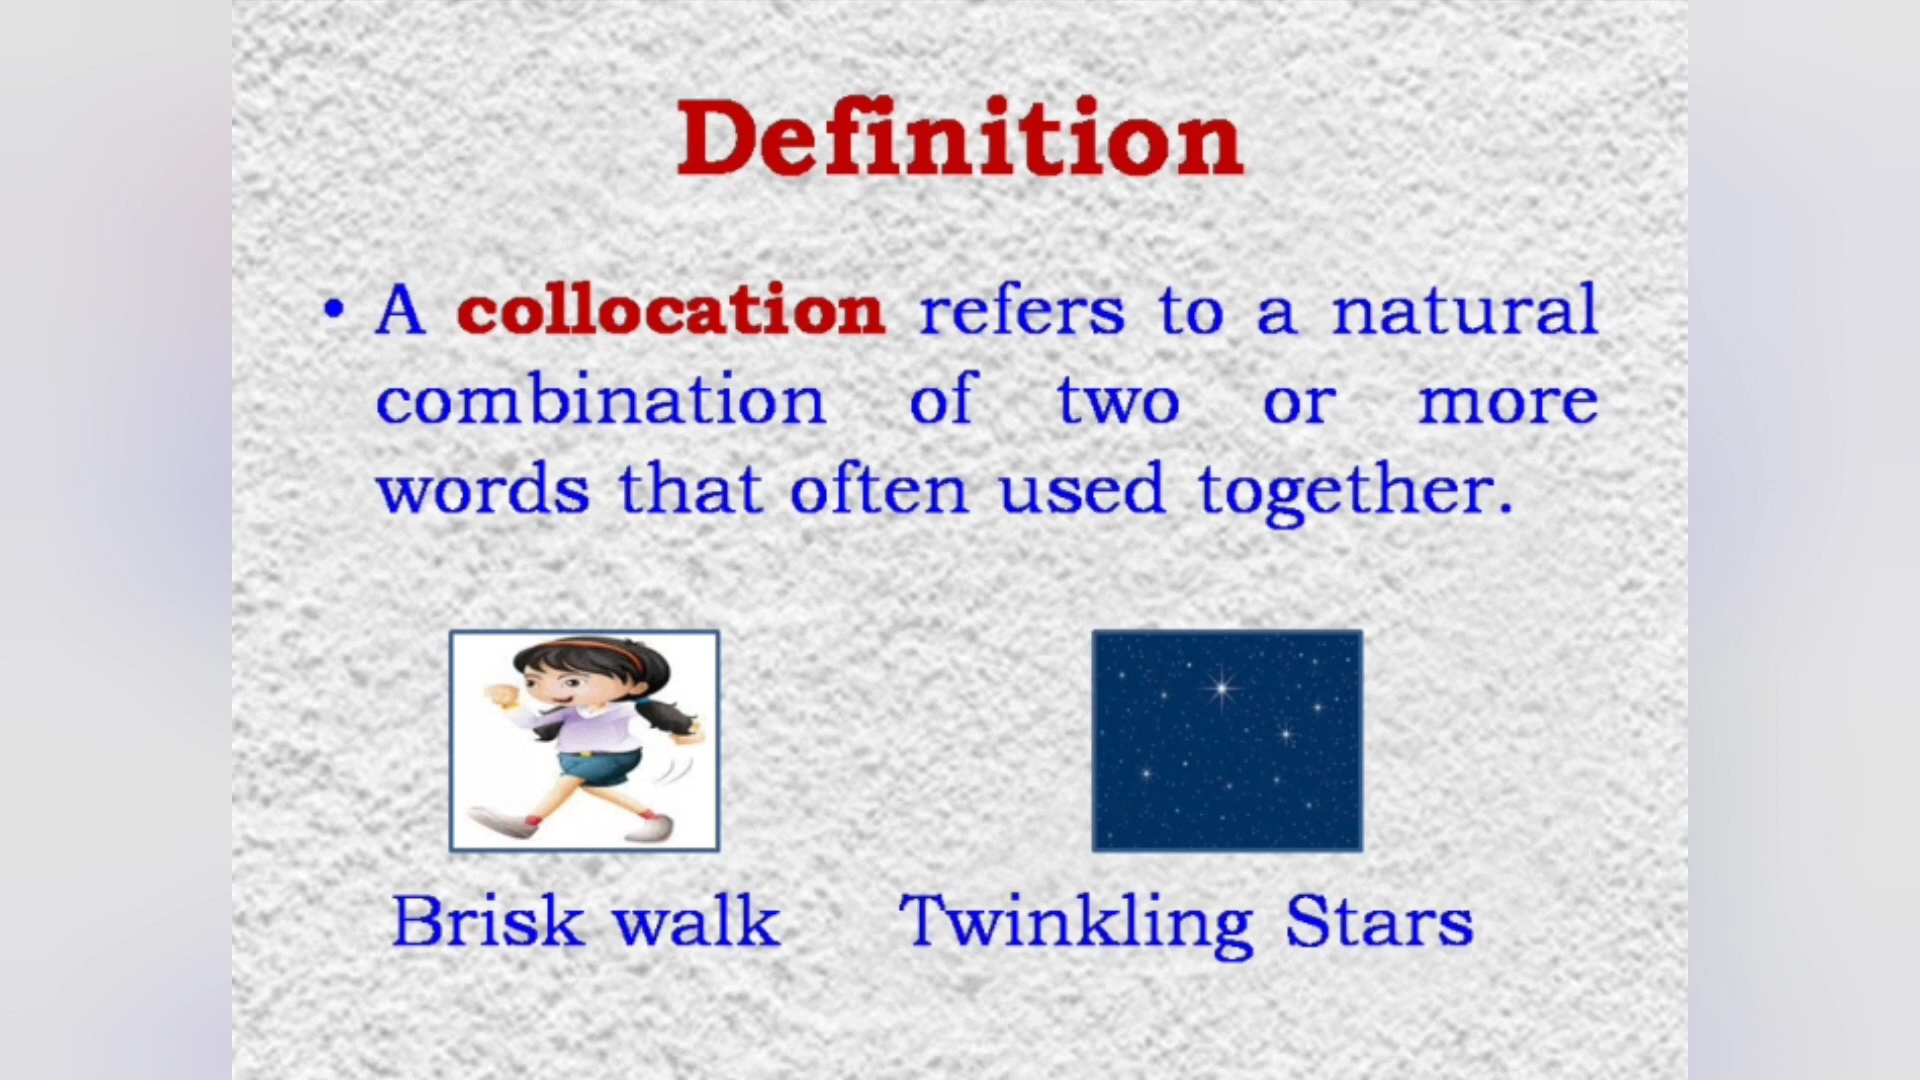 Definition
• A collocation refers to a natural
combination of two or more
words that often used together.
Brisk walk
Twinkling Stars